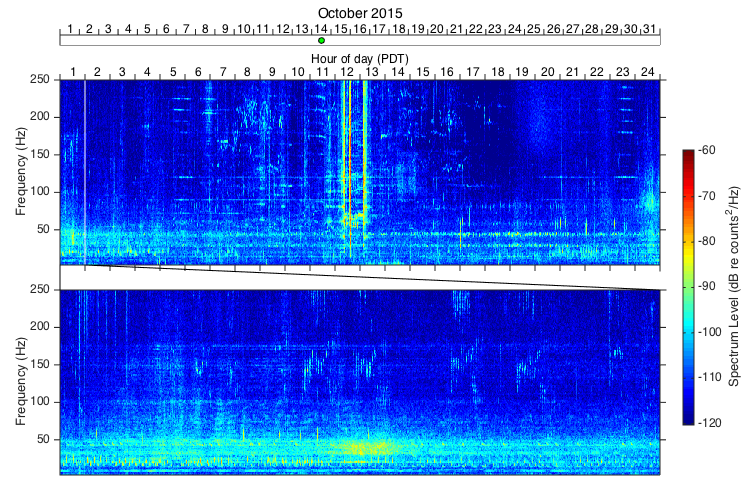 October 2015
1 2 3 4 5 6 7 8 9 10 11 12 13 14 15 16 17 18 19 20 21 22 23 24 25 26 27 28 29 30 31
Hour of day (PDT)
1 2 3 4 5 6 7 8 9 10 11 12 13 14 15 16 17 18 19 20 21 22 23 24
250
200
150
100
50
Frequency (Hz)
250
200
150
100
50
Frequency (Hz)
-60
-70
-80
-90
-100
-110
-120
Spectrum Level (dB re counts²/Hz)